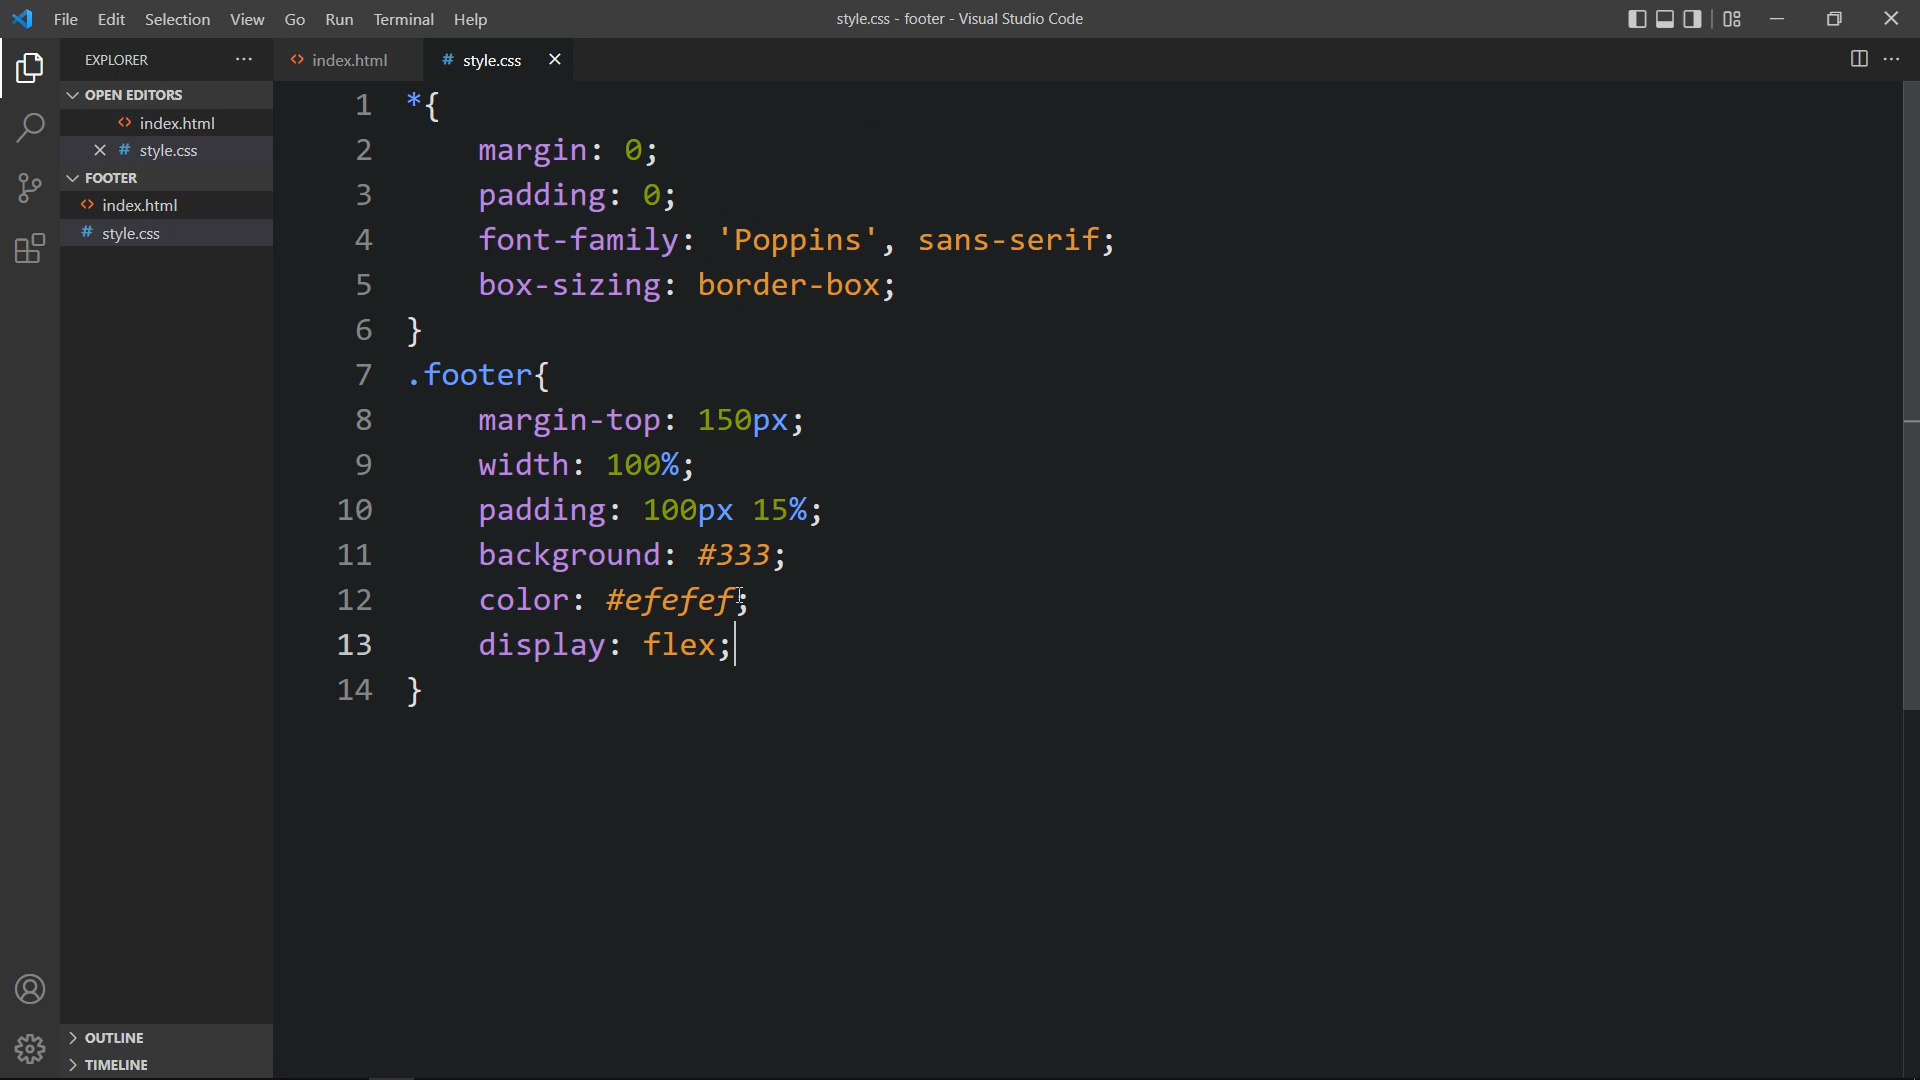 File Edit Selection View Go Run Terminal Help
style.css - footer - Visual Studio Code
EXPLORER
OPEN EDITORS
<> index.html
# style.css
FOOTER
<> index.html
# style.css
OUTLINE
TIMELINE
<> index.html
# style.css
1 *{
2     margin: 0;
3     padding: 0;
4     font-family: 'Poppins', sans-serif;
5     box-sizing: border-box;
6 }
7 .footer{
8     margin-top: 150px;
9     width: 100%;
10     padding: 100px 15%;
11     background: #333;
12     color: #efefef;
13     display: flex;
14 }